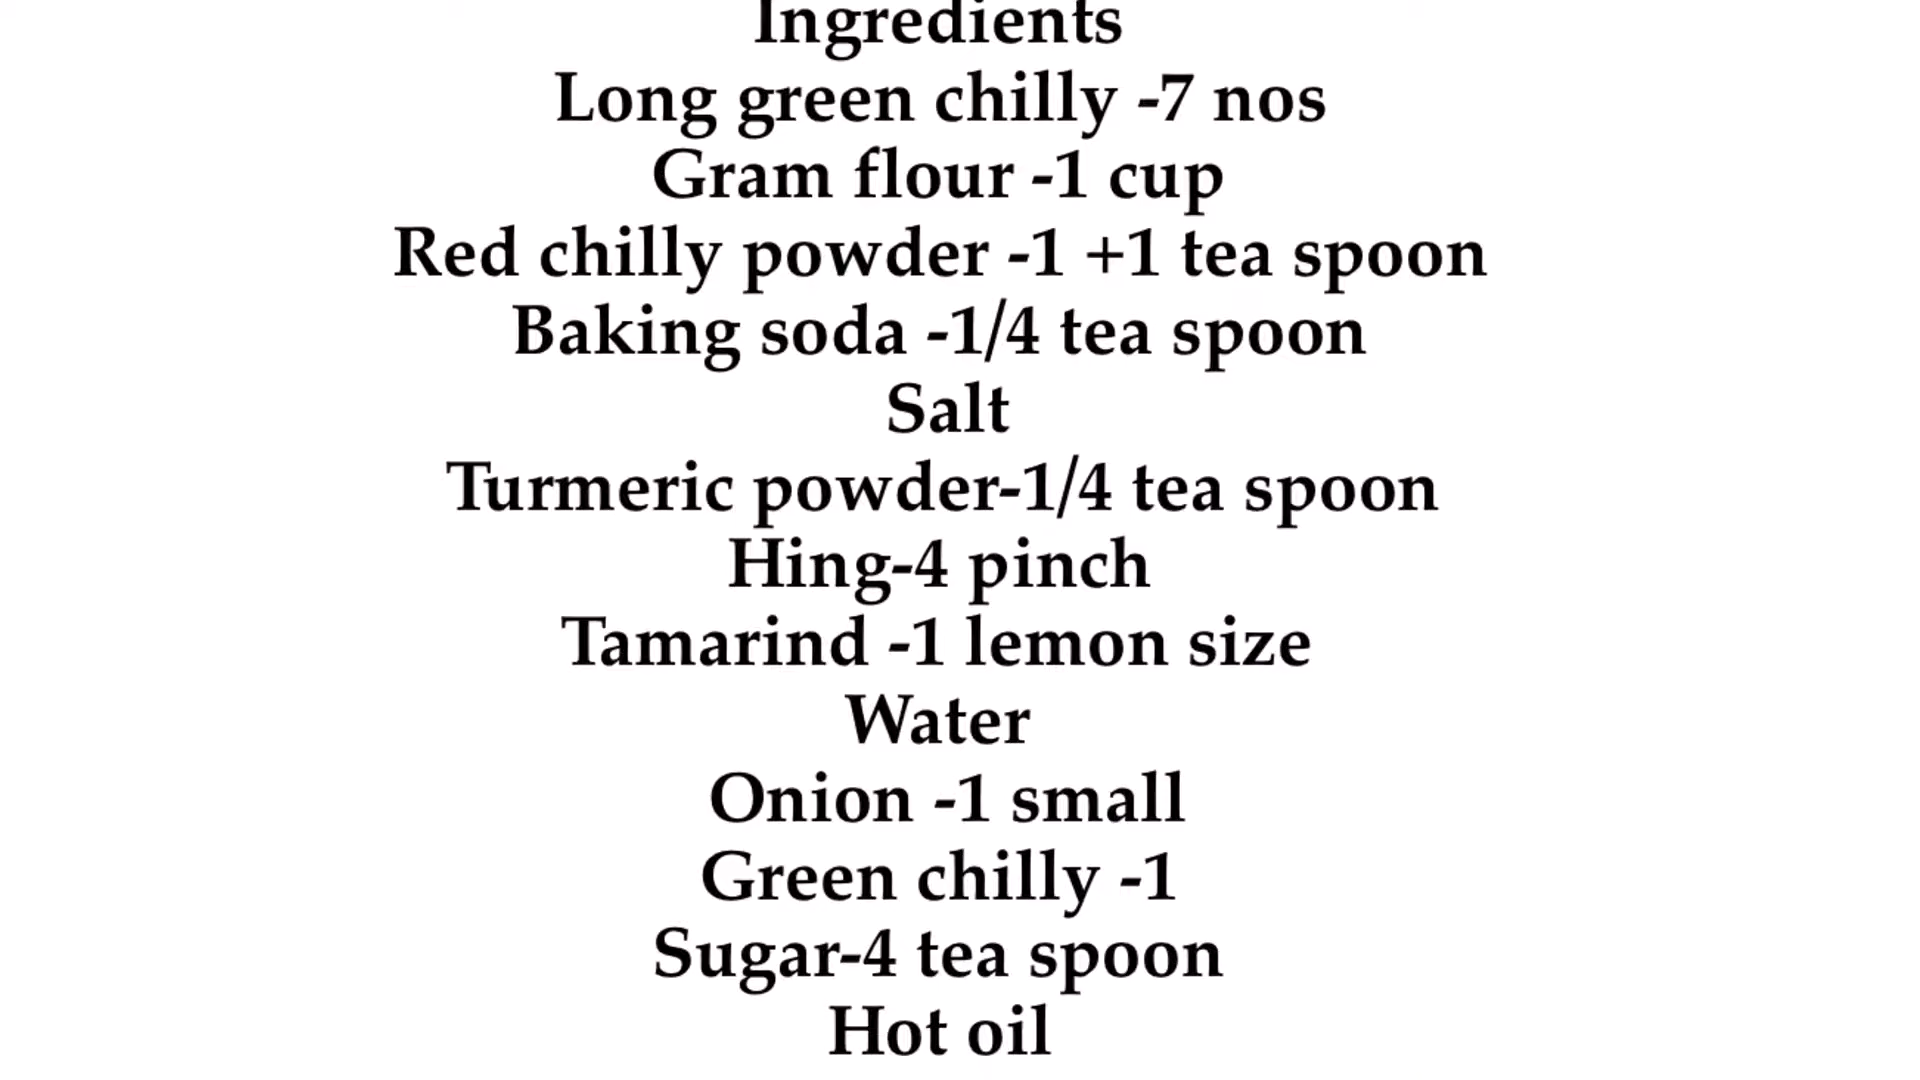 Ingredients
Long green chilly -7 nos
Gram flour -1 cup
Red chilly powder -1 +1 tea spoon
Baking soda -1/4 tea spoon
Salt
Turmeric powder-1/4 tea spoon
Hing-4 pinch
Tamarind -1 lemon size
Water
Onion -1 small
Green chilly -1
Sugar-4 tea spoon
Hot oil